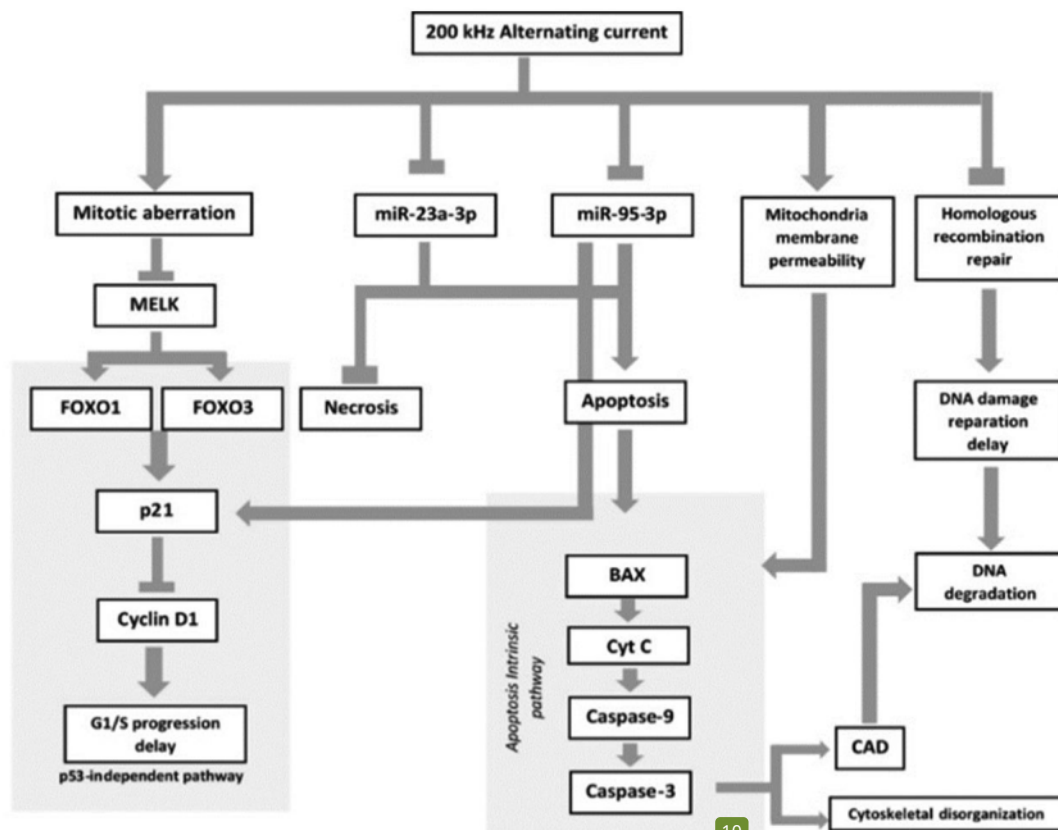 200 kHz Alternating current
Mitotic aberration
miR-23a-3p
miR-95-3p
Mitochondria
membrane
permeability
Homologous
recombination
repair
MELK
FOXO1
FOXO3
Necrosis
Apoptosis
DNA damage
reparation
delay
p21
BAX
DNA
degradation
Cyclin D1
Cyt C
Apoptosis Intrinsic
pathway
Caspase-9
G1/S progression
delay
p53-independent pathway
CAD
Caspase-3
Cytoskeletal disorganization